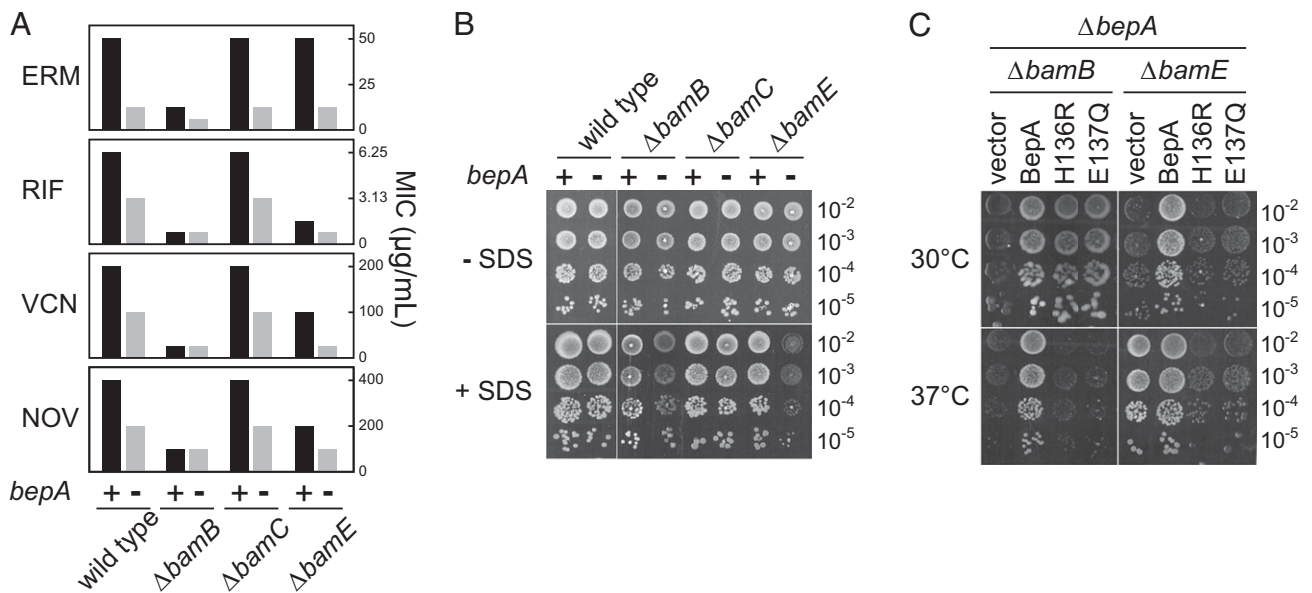 A
ERM
50
25
0
RIF
6.25
3.13
0
VCN
200
100
0
NOV
400
200
0
MIC (μg/mL)
bepA + - + - + - + -
wild type ΔbamB ΔbamC ΔbamE
B
wild type ΔbamB ΔbamC ΔbamE
bepA + - + - + - + -
- SDS
10-2
10-3
10-4
10-5
+ SDS
10-2
10-3
10-4
10-5
C
ΔbepA
ΔbamB ΔbamE
vector BepA H136R E137Q vector BepA H136R E137Q
30°C
10-2
10-3
10-4
10-5
37°C
10-2
10-3
10-4
10-5